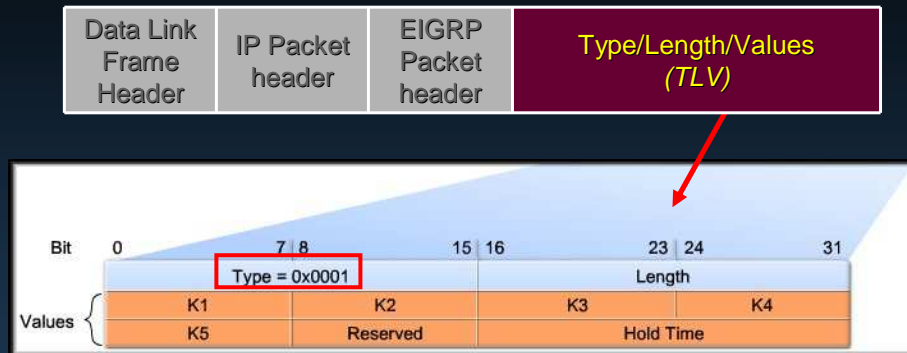 Data Link
Frame
Header
IP Packet
header
EIGRP
Packet
header
Type/Length/Values
(TLV)
Bit 0 7 8 15 16 23 24 31
Type = 0x0001 Length
K1 K2 K3 K4
Values
K5 Reserved Hold Time